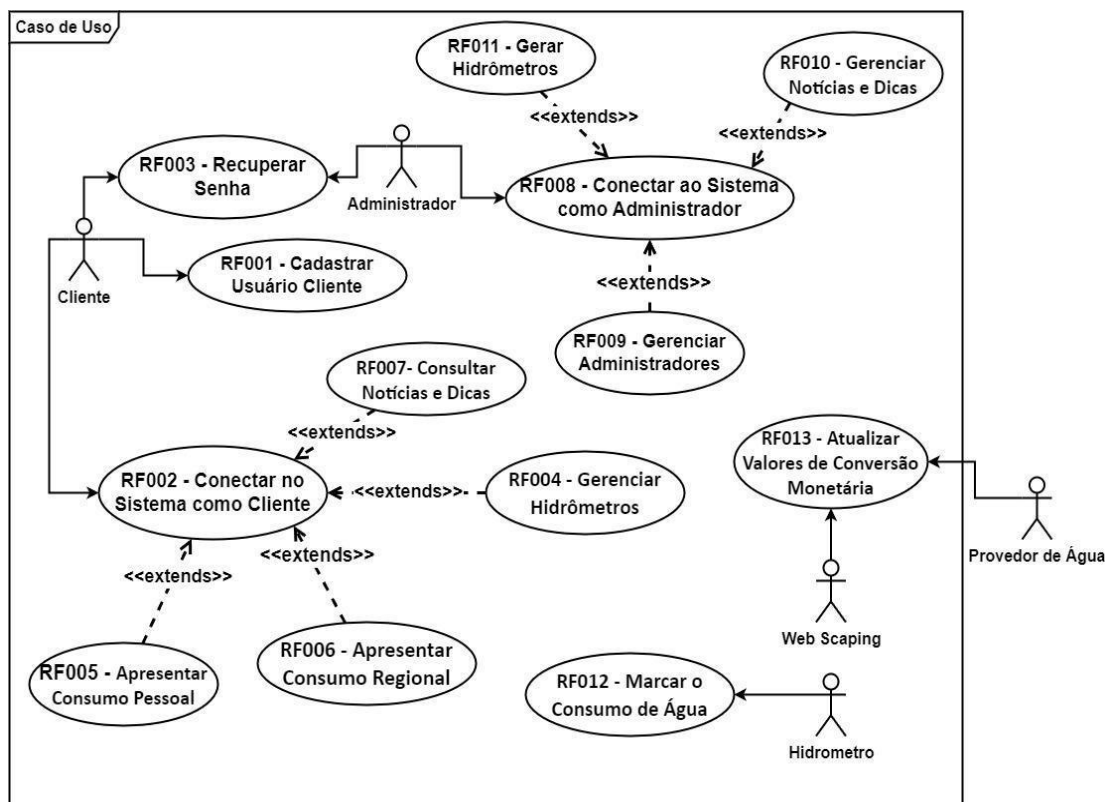 Caso de Uso
RF011 - Gerar
Hidrômetros
RF010 - Gerenciar
Notícias e Dicas
<<extends>>
<<extends>>
RF003 - Recuperar
Senha
Administrador
RF008 - Conectar ao Sistema
como Administrador
Cliente
RF001 - Cadastrar
Usuário Cliente
<<extends>>
RF009 - Gerenciar
Administradores
RF007- Consultar
Notícias e Dicas
<<extends>>
RF002 - Conectar no
Sistema como Cliente
<<extends>>
RF004 - Gerenciar
Hidrômetros
RF013 - Atualizar
Valores de Conversão
Monetária
Provedor de Água
<<extends>>
<<extends>>
Web Scaping
RF005 - Apresentar
Consumo Pessoal
RF006 - Apresentar
Consumo Regional
RF012 - Marcar o
Consumo de Água
Hidrometro